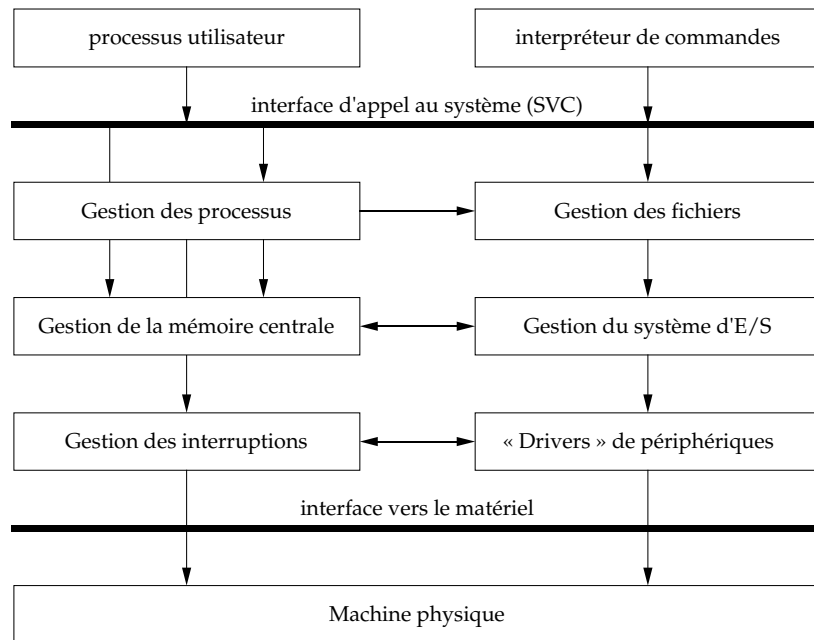 processus utilisateur
interpréteur de commandes
interface d'appel au système (SVC)
Gestion des processus
Gestion des fichiers
Gestion de la mémoire centrale
Gestion du système d'E/S
Gestion des interruptions
« Drivers » de périphériques
interface vers le matériel
Machine physique